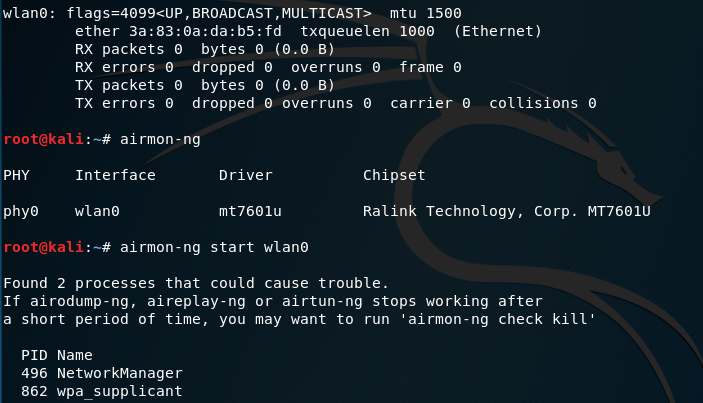 wlan0: flags=4099<UP,BROADCAST,MULTICAST>  mtu 1500
        ether 3a:83:0a:da:b5:fd  txqueuelen 1000  (Ethernet)
        RX packets 0  bytes 0 (0.0 B)
        RX errors 0  dropped 0  overruns 0  frame 0
        TX packets 0  bytes 0 (0.0 B)
        TX errors 0  dropped 0 overruns 0  carrier 0  collisions 0
root@kali:~# airmon-ng
PHY     Interface       Driver          Chipset
phy0    wlan0           mt7601u         Ralink Technology, Corp. MT7601U
root@kali:~# airmon-ng start wlan0
Found 2 processes that could cause trouble.
If airodump-ng, aireplay-ng or airtun-ng stops working after
a short period of time, you may want to run 'airmon-ng check kill'
  PID Name
  496 NetworkManager
  862 wpa_supplicant